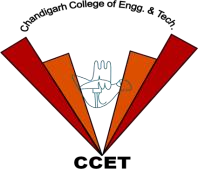 Chandigarh College of Engg. & Tech.
CCET